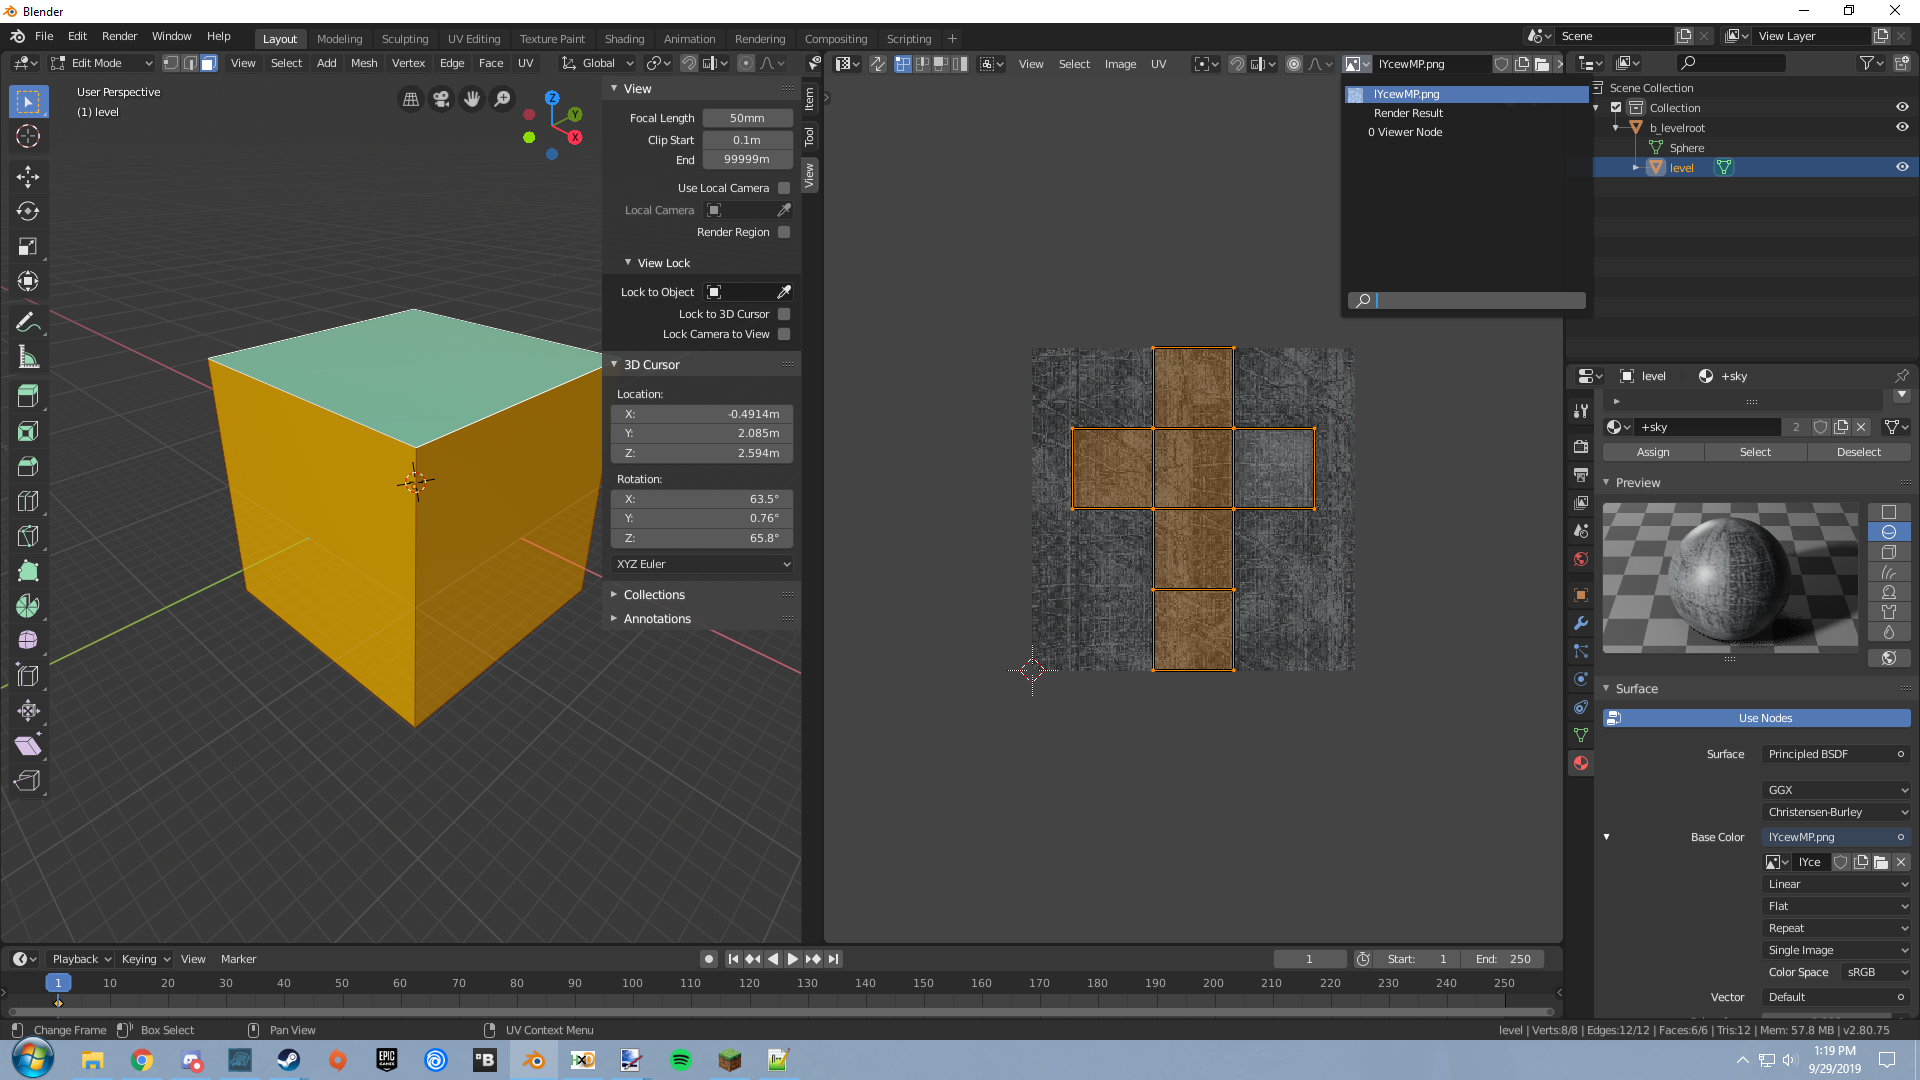 Blender
File Edit Render Window Help Layout Modeling Sculpting UV Editing Texture Paint Shading Animation Rendering Compositing Scripting Scene View Layer
Edit Mode View Select Add Mesh Vertex Edge Face UV Global View Select Image UV lYcewMP.png
User Perspective
(1) level
Z
Y
X
View
Focal Length 50mm
Clip Start 0.1m
End 99999m
Use Local Camera
Local Camera
Render Region
View Lock
Lock to Object
Lock to 3D Cursor
Lock Camera to View
3D Cursor
Location:
X: -0.4914m
Y: 2.085m
Z: 2.594m
Rotation:
X: 63.5°
Y: 0.76°
Z: 65.8°
XYZ Euler
Collections
Annotations
Item
Tool
View
lYcewMP.png
Render Result
0 Viewer Node
Scene Collection
Collection
b_levelroot
Sphere
level
level +sky
+sky 2
Assign Select Deselect
Preview
Surface
Use Nodes
Surface Principled BSDF
GGX
Christensen-Burley
Base Color lYcewMP.png
lYce
Linear
Flat
Repeat
Single Image
Color Space sRGB
Vector Default
Playback Keying View Marker 1 Start: 1 End: 250
1 10 20 30 40 50 60 70 80 90 100 110 120 130 140 150 160 170 180 190 200 210 220 230 240 250
Change Frame Box Select Pan View UV Context Menu level | Verts:8/8 | Edges:12/12 | Faces:6/6 | Tris:12 | Mem: 57.8 MB | v2.80.75
EPIC GAMES
B
1:19 PM
9/29/2019